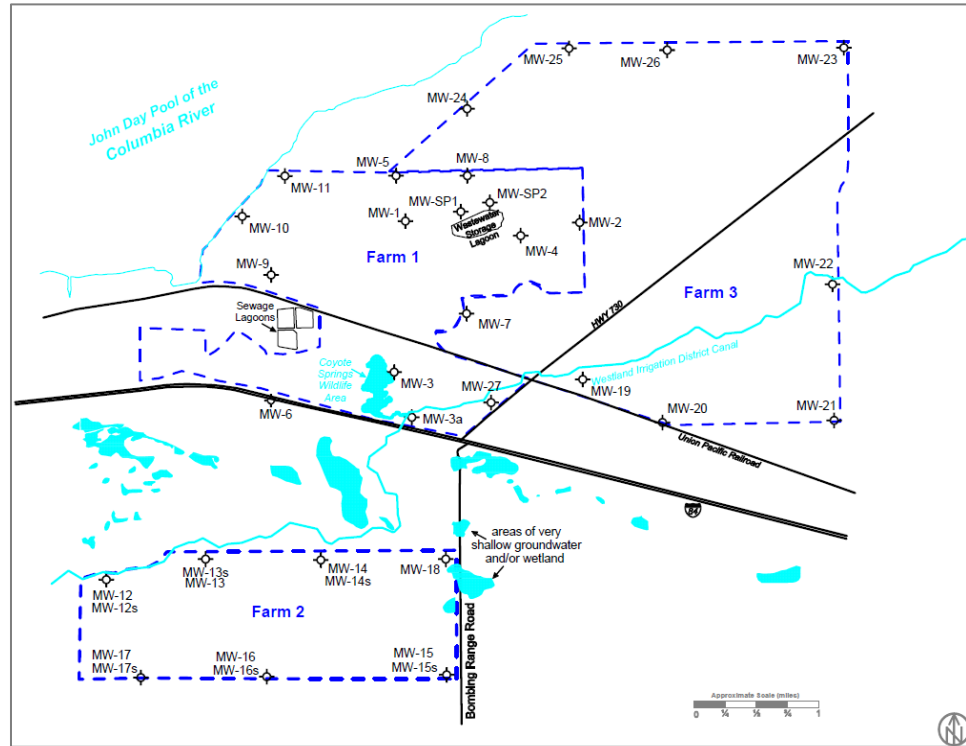 MW-25
MW-26
MW-23
John Day Pool of the
Columbia River
MW-24
MW-5
MW-8
MW-11
MW-SP1
MW-SP2
MW-1
Wastewater
Storage
Lagoon
MW-2
MW-10
MW-4
Farm 1
MW-22
MW-9
Farm 3
Sewage
Lagoons
MW-7
HWY 730
Coyote
Springs
Wildlife
Area
Westland Irrigation District Canal
MW-3
MW-27
MW-19
MW-6
MW-3a
MW-20
MW-21
Union Pacific Railroad
84
areas of very
shallow groundwater
and/or wetland
MW-13s
MW-13
MW-14
MW-14s
MW-18
MW-12
MW-12s
Farm 2
MW-17
MW-17s
MW-16
MW-16s
MW-15
MW-15s
Bombing Range Road
Approximate Scale (miles)
0 ¼ ½ ¾ 1
N